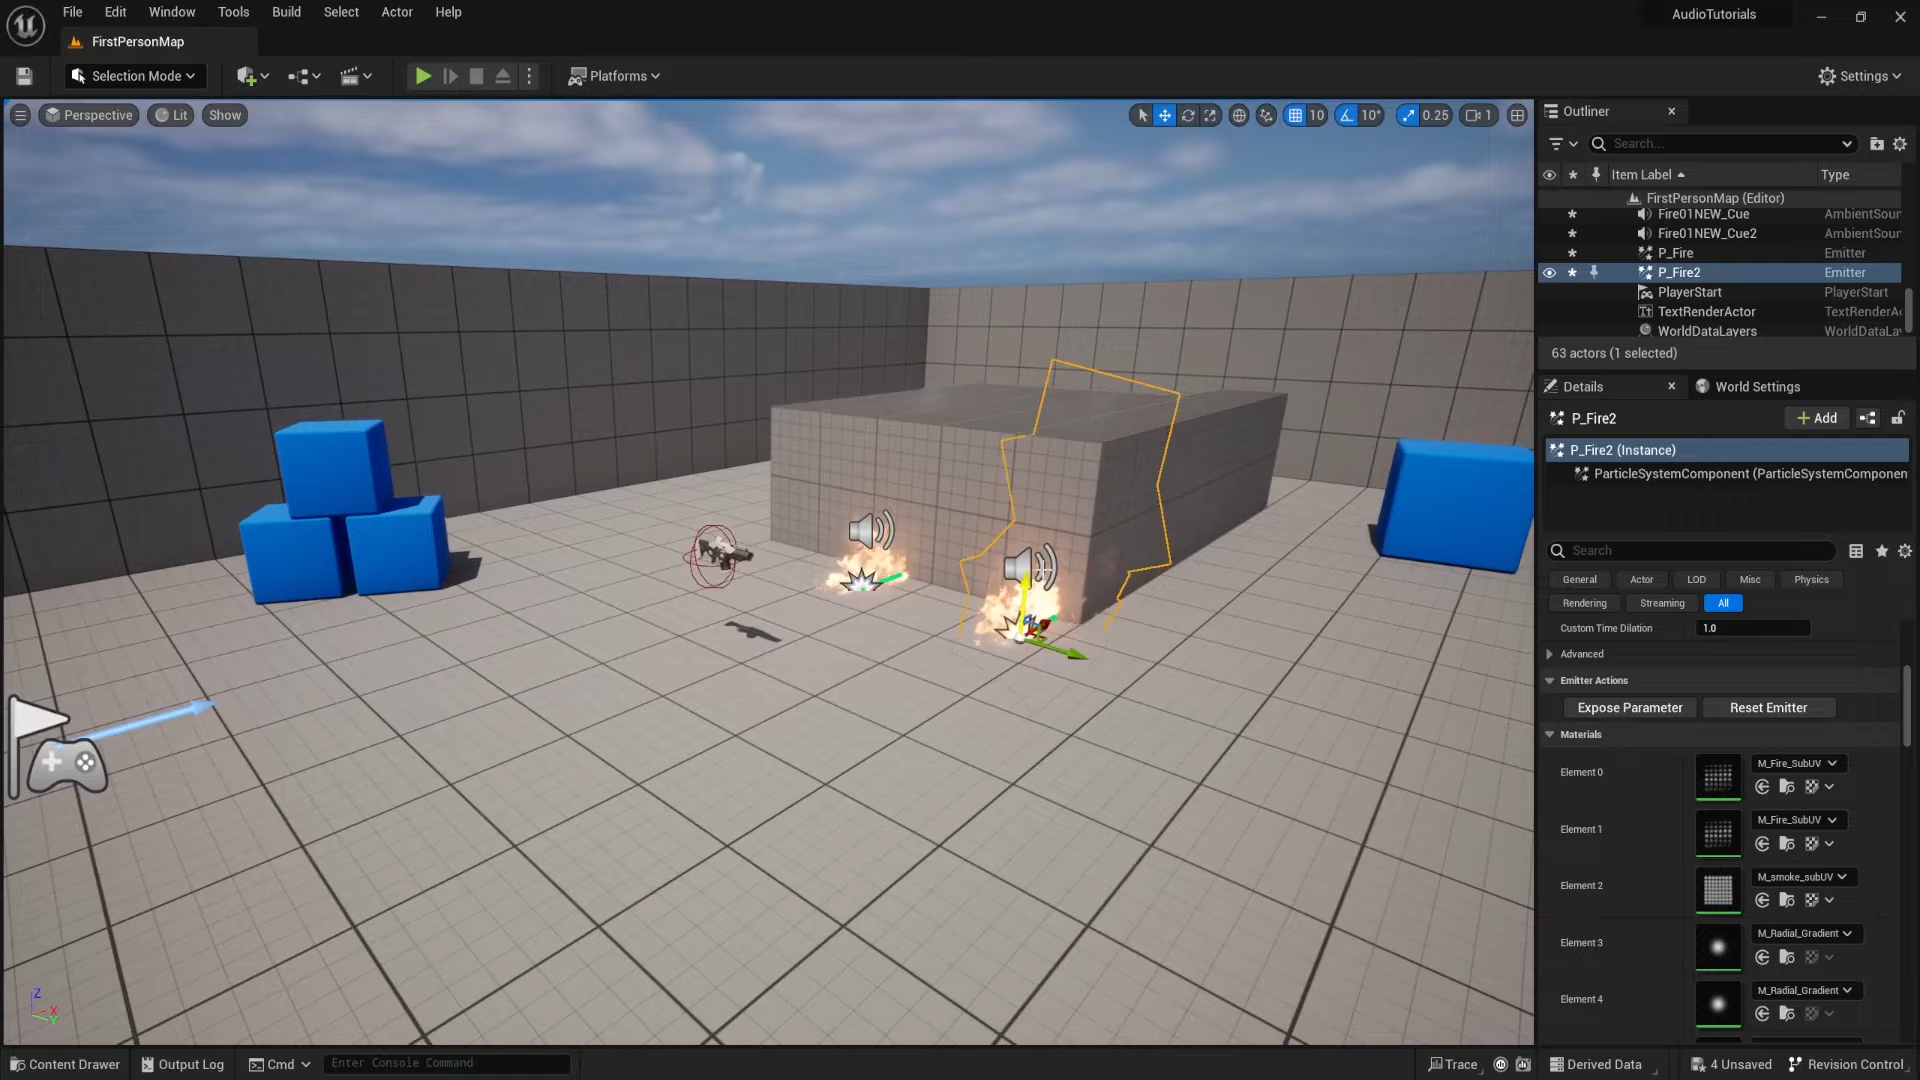 File Edit Window Tools Build Select Actor Help
AudioTutorials
FirstPersonMap
Selection Mode
Platforms
Settings
Perspective Lit Show
10 10° 0.25 1
Outliner
Search...
Item Label Type
FirstPersonMap (Editor)
Fire01NEW_Cue AmbientSoun
Fire01NEW_Cue2 AmbientSoun
P_Fire Emitter
P_Fire2 Emitter
PlayerStart PlayerStart
TextRenderActor TextRenderA
WorldDataLayers WorldDataLa
63 actors (1 selected)
Details World Settings
P_Fire2 Add
P_Fire2 (Instance)
ParticleSystemComponent (ParticleSystemComponen
Search
General Actor LOD Misc Physics
Rendering Streaming All
Custom Time Dilation 1.0
Advanced
Emitter Actions
Expose Parameter Reset Emitter
Materials
Element 0 M_Fire_SubUV
Element 1 M_Fire_SubUV
Element 2 M_smoke_subUV
Element 3 M_Radial_Gradient
Element 4 M_Radial_Gradient
Z
X
Y
Content Drawer Output Log Cmd Enter Console Command Trace Derived Data 4 Unsaved Revision Control